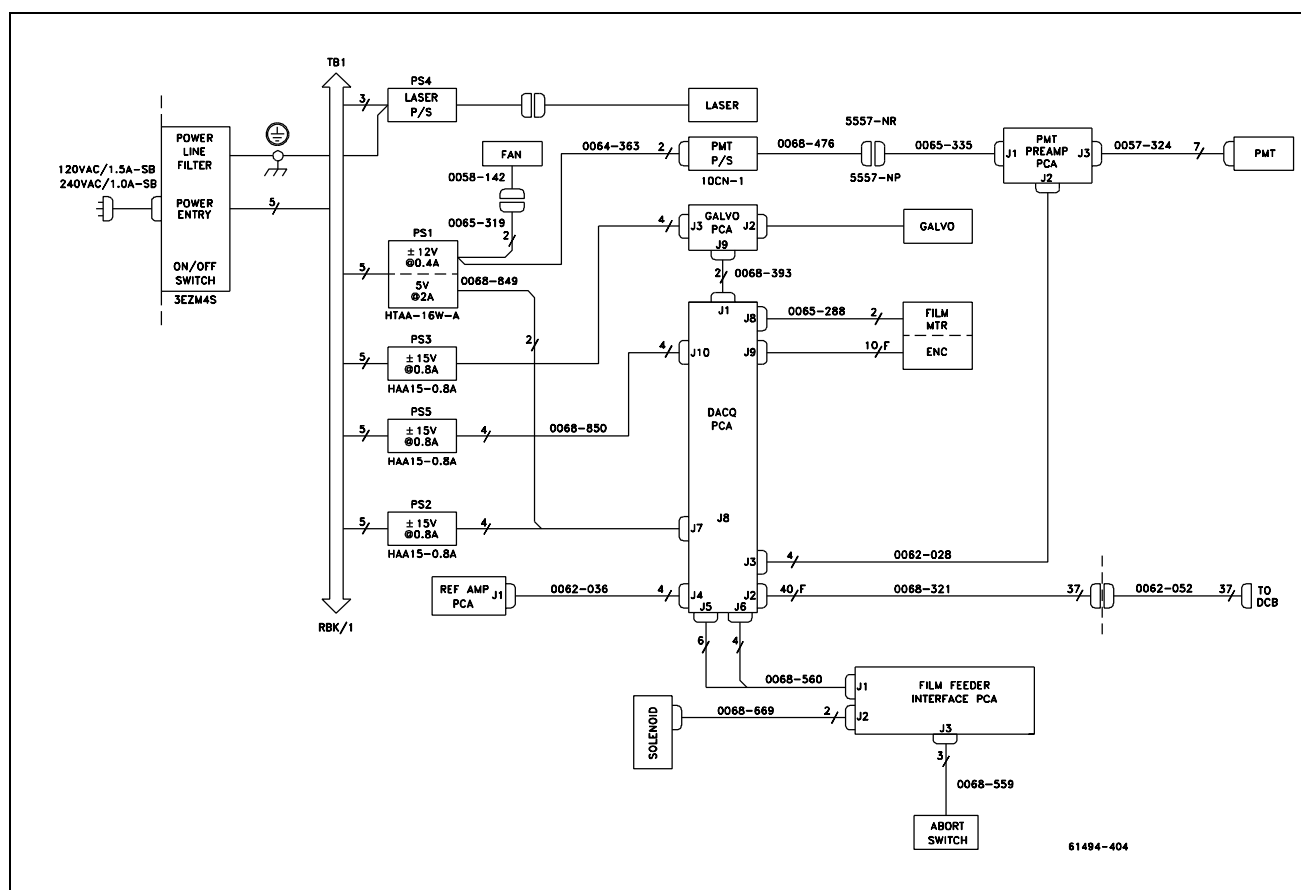 TB1
PS4
LASER
P/S
3
LASER
POWER
LINE
FILTER
POWER
ENTRY
ON/OFF
SWITCH
3EZM4S
120VAC/1.5A-SB
240VAC/1.0A-SB
5
FAN
0058-142
0065-319
2
0064-363
2
PMT
P/S
10CN-1
0068-476
5557-NR
5557-NP
0065-335
J1
PMT
PREAMP
PCA
J3
J2
0057-324
7
PMT
PS1
± 12V
@0.4A
5V
@2A
HTAA-16W-A
5
0068-849
2
4
J3
GALVO
PCA
J2
J9
GALVO
2
0068-393
PS3
± 15V
@0.8A
HAA15-0.8A
5
PS5
± 15V
@0.8A
HAA15-0.8A
5
4
0068-850
4
PS2
± 15V
@0.8A
HAA15-0.8A
5
4
J1
J8
J10
J9
DACQ
PCA
J8
J7
J3
J4
J2
J5
J6
0065-288
2
FILM
MTR
10
F
ENC
4
0062-028
REF AMP
PCA
J1
0062-036
4
40
F
0068-321
37
0062-052
37
TO
DCB
RBK/1
6
4
0068-560
J1
FILM FEEDER
INTERFACE PCA
J2
J3
SOLENOID
0068-669
2
3
0068-559
ABORT
SWITCH
61494-404